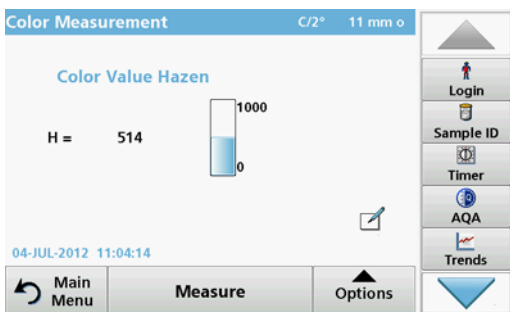 Color Measurement C/2° 11 mm o
Color Value Hazen
1000
H = 514
0
04-JUL-2012 11:04:14
Main
Menu
Measure
Options
Login
Sample ID
Timer
AQA
Trends